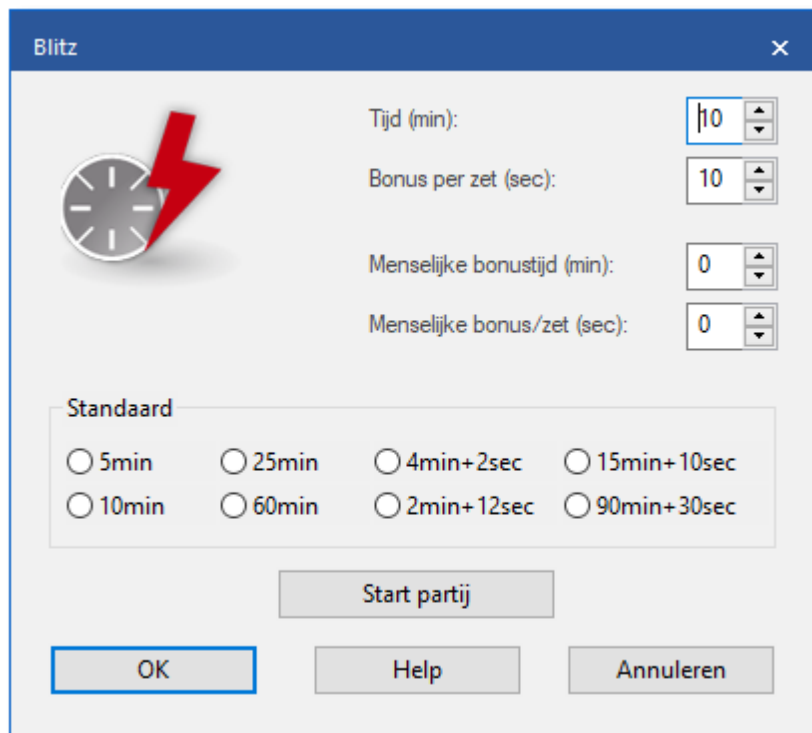 Blitz
Tijd (min): 10
Bonus per zet (sec): 10
Menselijke bonustijd (min): 0
Menselijke bonus/zet (sec): 0
Standaard
5min 25min 4min+2sec 15min+10sec
10min 60min 2min+12sec 90min+30sec
Start partij
OK Help Annuleren